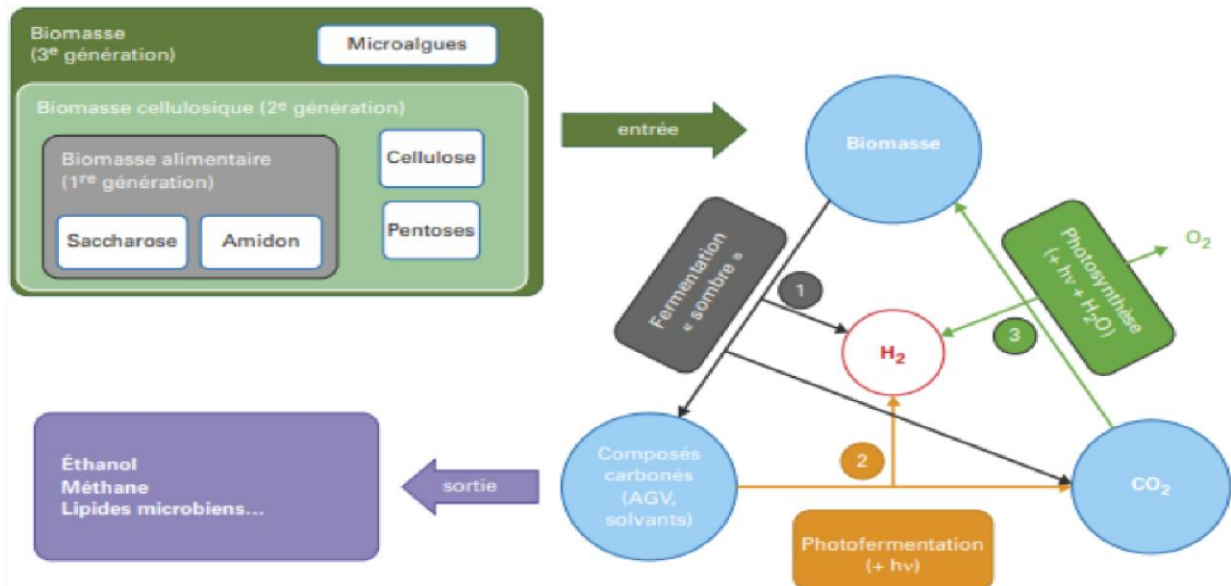 Biomasse
(3e génération)
Microalgues
Biomasse cellulosique (2e génération)
Biomasse alimentaire
(1re génération)
Saccharose
Amidon
Cellulose
Pentoses
entrée
Biomasse
Fermentation
« sombre »
1
H2
3
Photosynthèse
(+ hν + H2O)
O2
Éthanol
Méthane
Lipides microbiens...
sortie
Composés
carbonés
(AGV,
solvants)
2
CO2
Photofermentation
(+ hν)